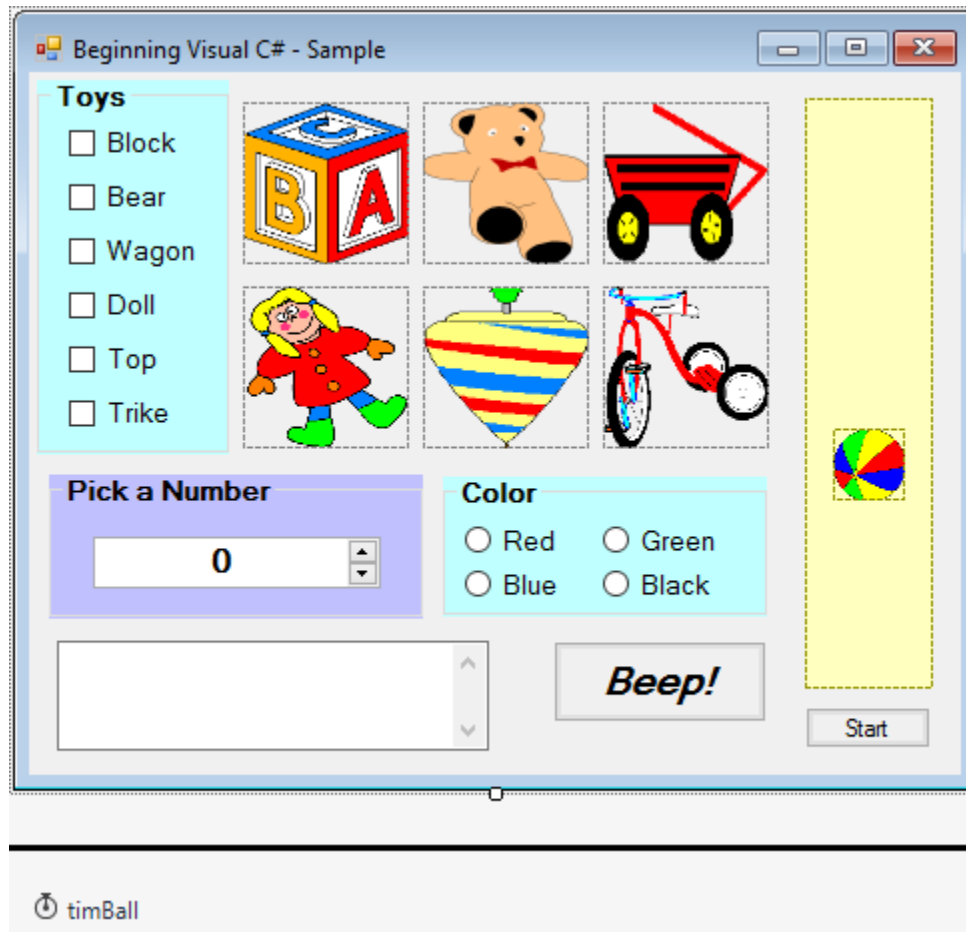 Beginning Visual C# - Sample
Toys
Block
Bear
Wagon
Doll
Top
Trike
C
B A
Pick a Number
0
Color
Red Green
Blue Black
Beep!
Start
timBall